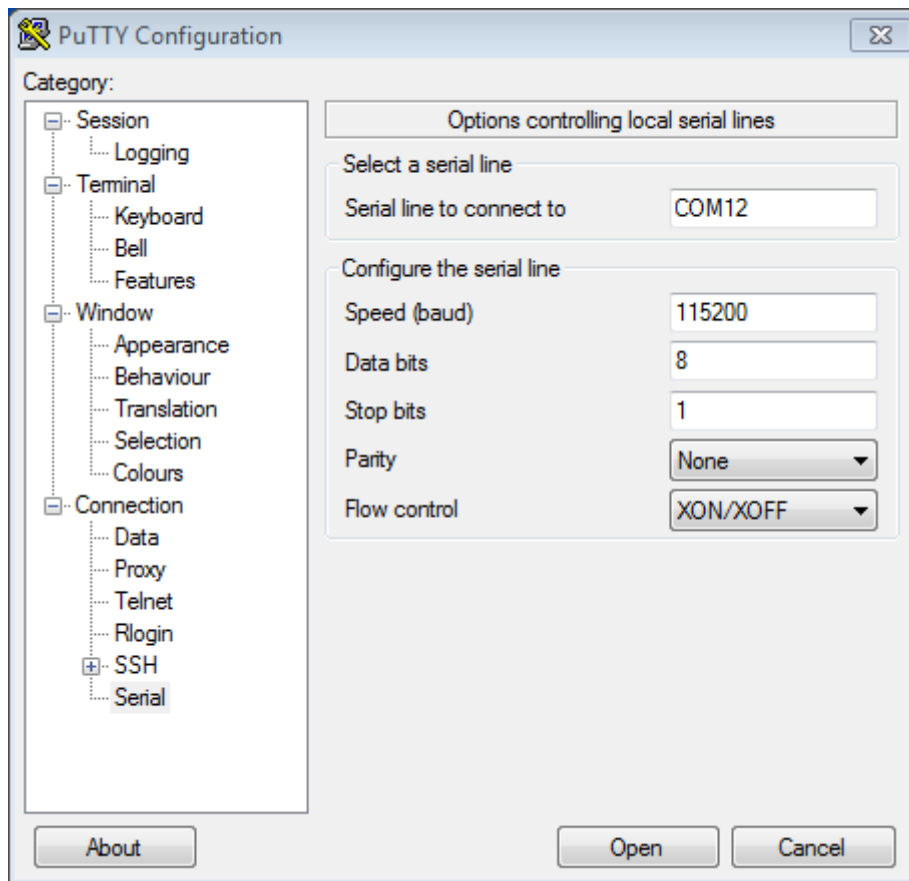 PuTTY Configuration
Category:
Session
Logging
Terminal
Keyboard
Bell
Features
Window
Appearance
Behaviour
Translation
Selection
Colours
Connection
Data
Proxy
Telnet
Rlogin
SSH
Serial
Options controlling local serial lines
Select a serial line
Serial line to connect to COM12
Configure the serial line
Speed (baud) 115200
Data bits 8
Stop bits 1
Parity None
Flow control XON/XOFF
About Open Cancel